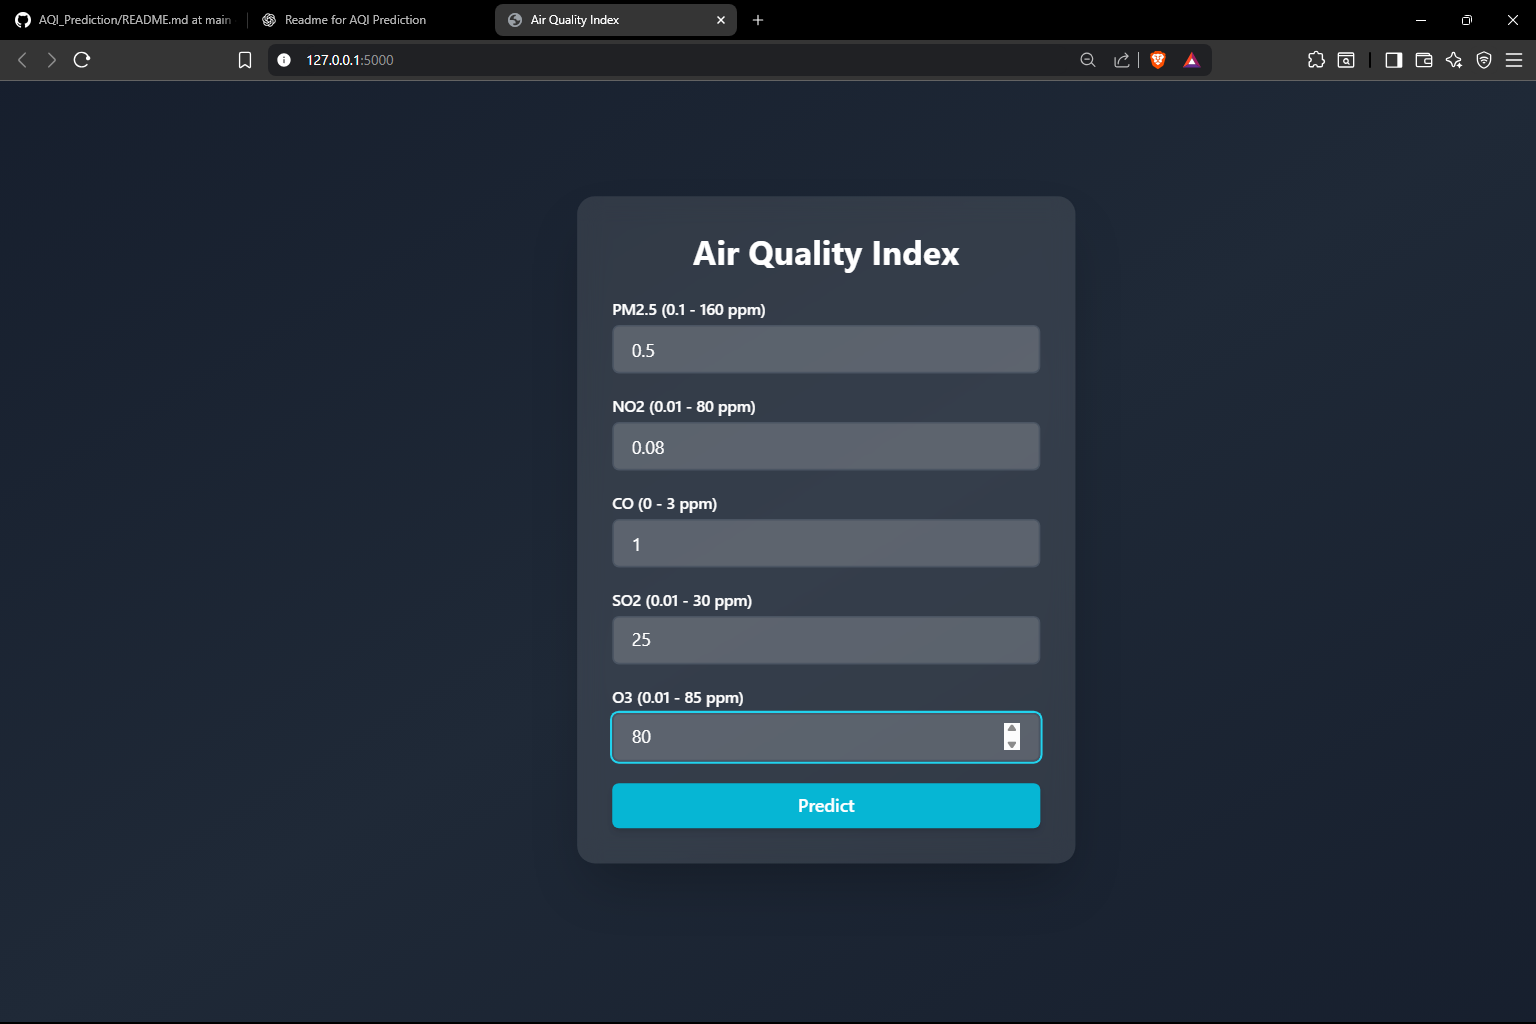 AQI_Prediction/README.md at main
Readme for AQI Prediction
Air Quality Index
127.0.0.1:5000
Air Quality Index
PM2.5 (0.1 - 160 ppm)
0.5
NO2 (0.01 - 80 ppm)
0.08
CO (0 - 3 ppm)
1
SO2 (0.01 - 30 ppm)
25
O3 (0.01 - 85 ppm)
80
Predict